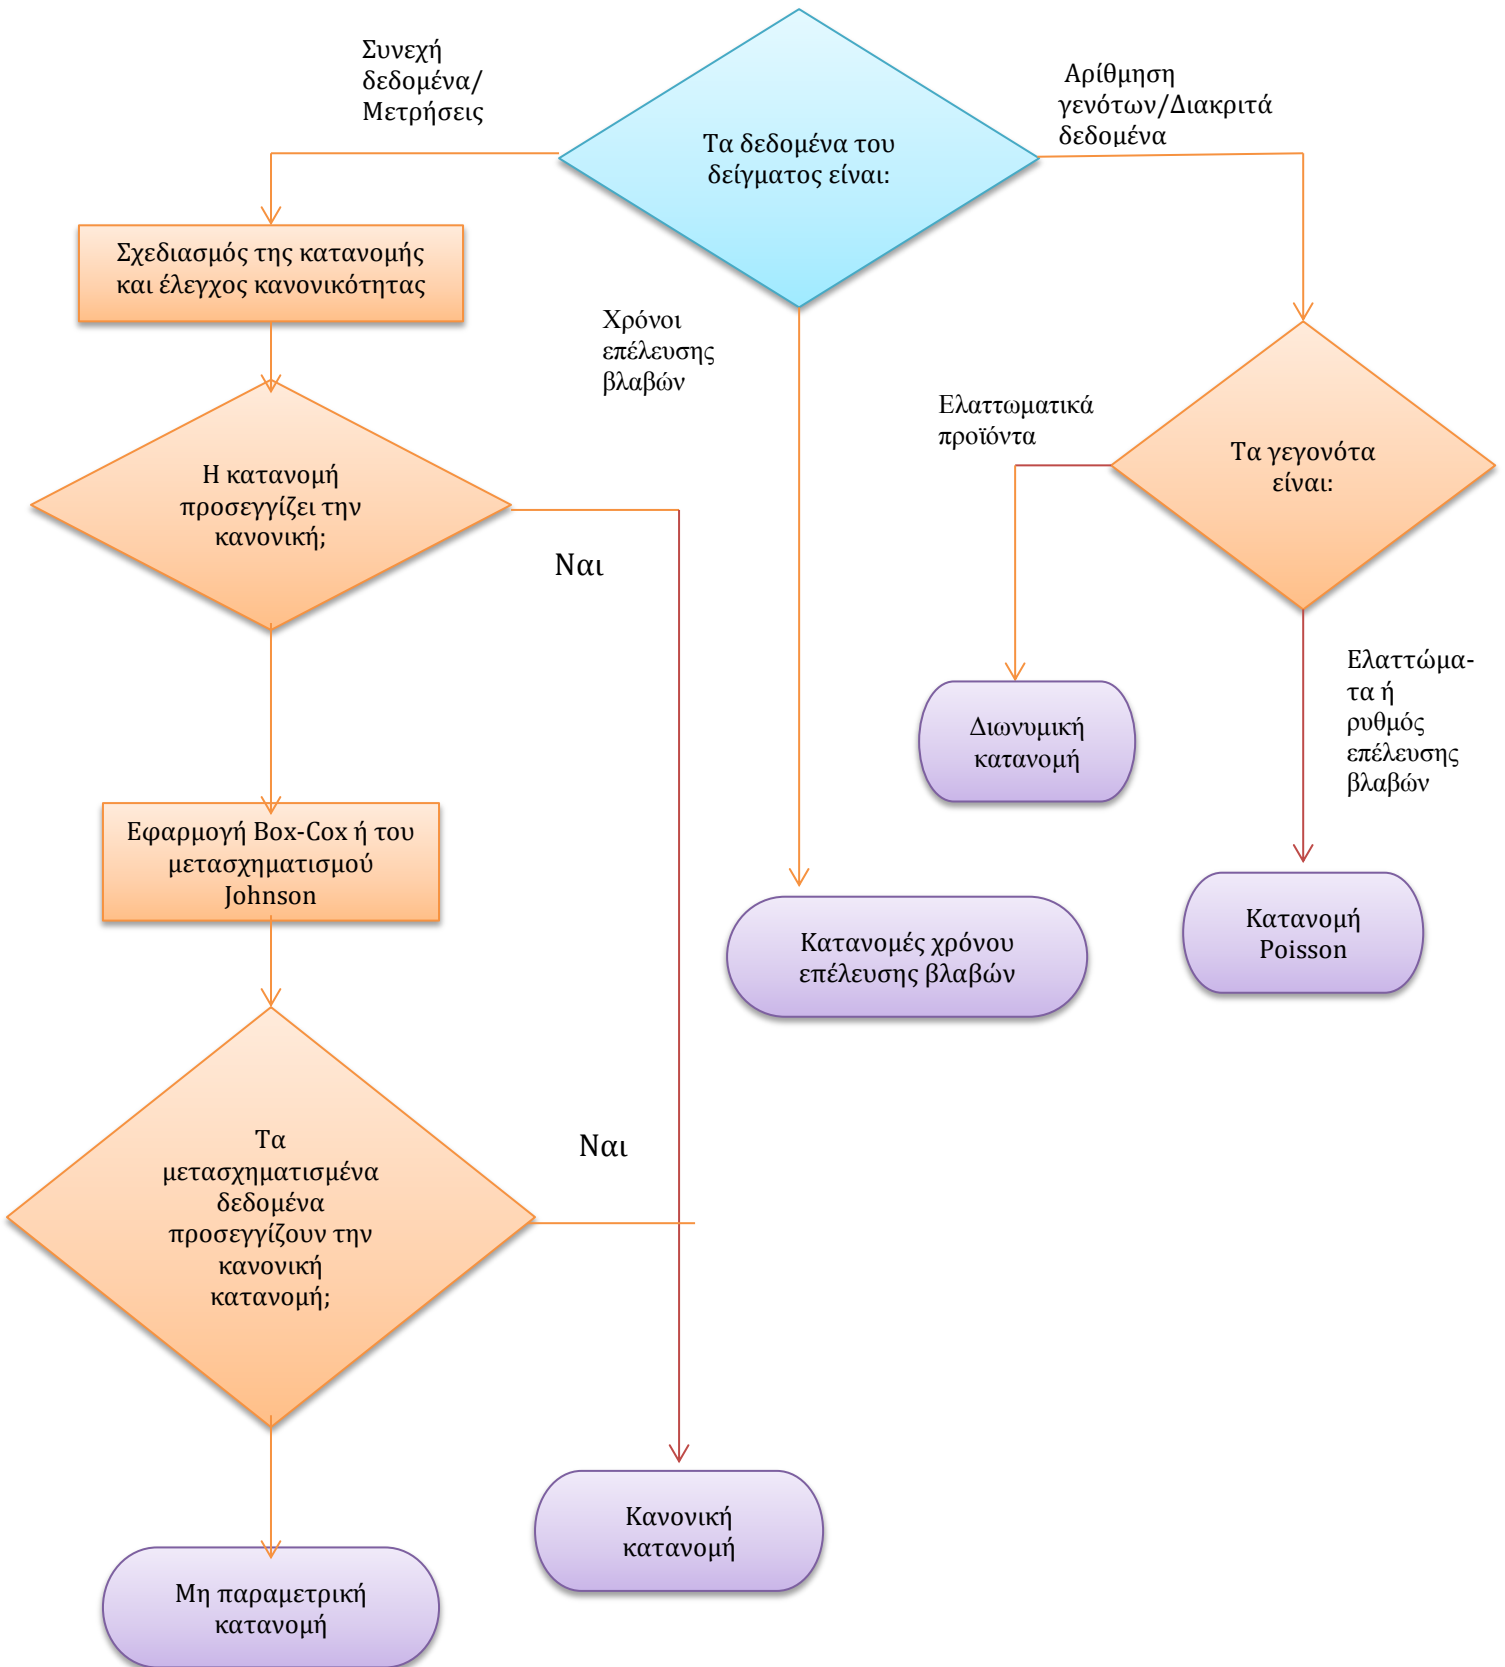 Συνεχή
δεδομένα/
Μετρήσεις
Τα δεδομένα του
δείγματος είναι:
Αρίθμηση
γενότων/Διακριτά
δεδομένα
Σχεδιασμός της κατανομής
και έλεγχος κανονικότητας
Χρόνοι
επέλευσης
βλαβών
Ελαττωματικά
προϊόντα
Τα γεγονότα
είναι:
Η κατανομή
προσεγγίζει την
κανονική;
Ναι
Ελαττώμα-
τα ή
ρυθμός
επέλευσης
βλαβών
Διωνυμική
κατανομή
Εφαρμογή Box-Cox ή του
μετασχηματισμού
Johnson
Κατανομές χρόνου
επέλευσης βλαβών
Κατανομή
Poisson
Τα
μετασχηματισμένα
δεδομένα
προσεγγίζουν την
κανονική
κατανομή;
Ναι
Κανονική
κατανομή
Μη παραμετρική
κατανομή